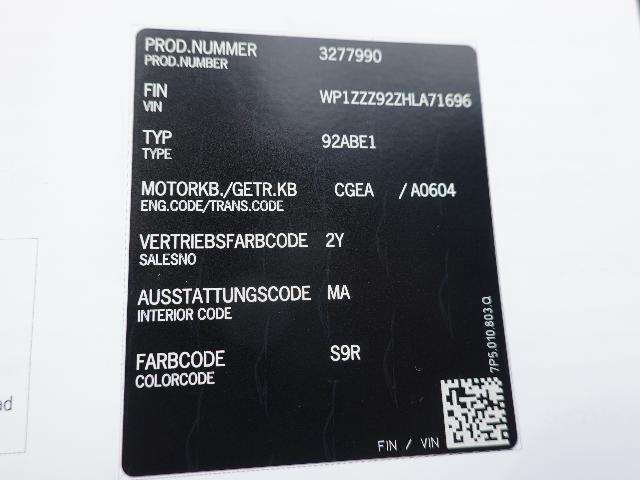 PROD.NUMMER 3277990
PROD.NUMBER
FIN WP1ZZZ92ZHLA71696
VIN
TYP 92ABE1
TYPE
MOTORKB./GETR.KB CGEA / A0604
ENG.CODE/TRANS.CODE
VERTRIEBSFARBCODE 2Y
SALESNO
AUSSTATTUNGSCODE MA
INTERIOR CODE
FARBCODE S9R
COLORCODE
7P5.010.803.Q
FIN / VIN